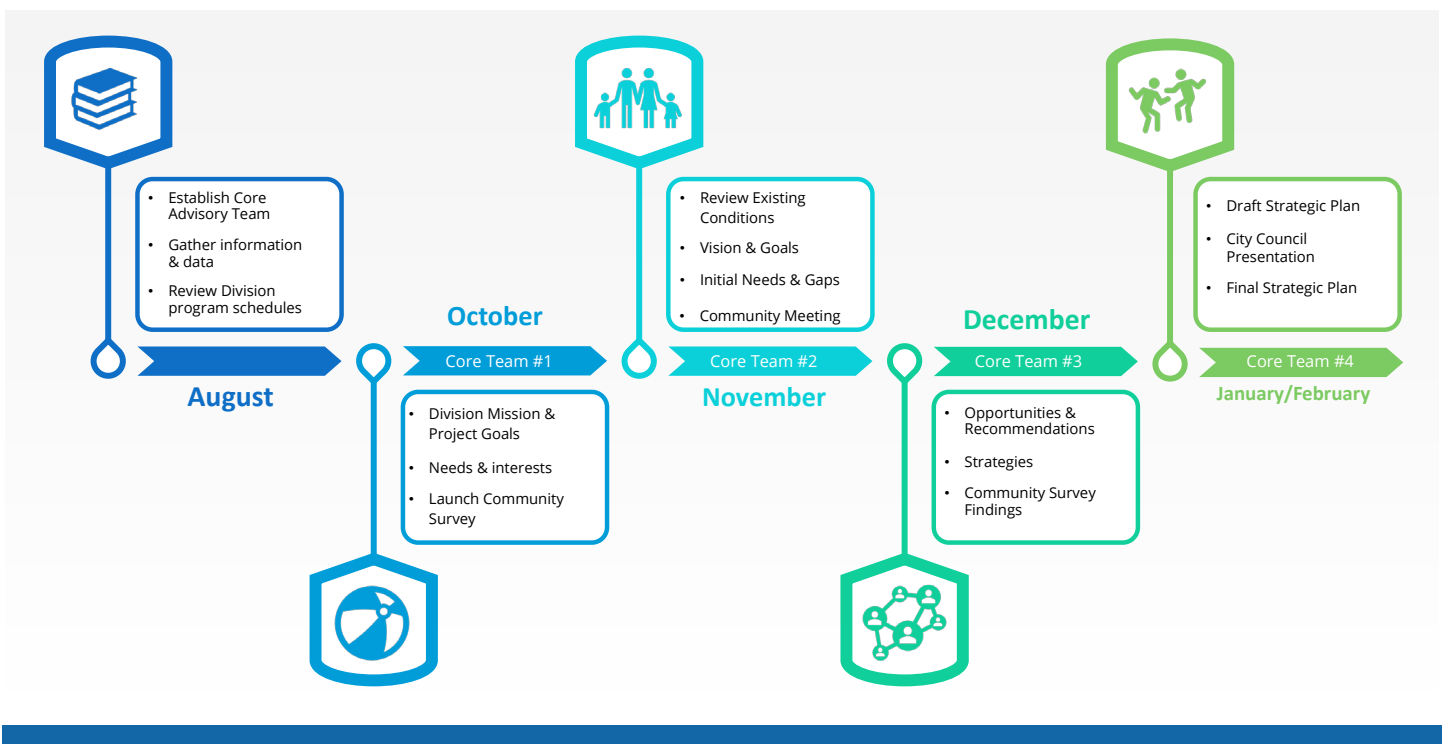 • Establish Core
Advisory Team
• Gather information
& data
• Review Division
program schedules
August
October
Core Team #1
• Division Mission &
Project Goals
• Needs & interests
• Launch Community
Survey
• Review Existing
Conditions
• Vision & Goals
• Initial Needs & Gaps
• Community Meeting
Core Team #2
November
December
Core Team #3
• Opportunities &
Recommendations
• Strategies
• Community Survey
Findings
• Draft Strategic Plan
• City Council
Presentation
• Final Strategic Plan
Core Team #4
January/February